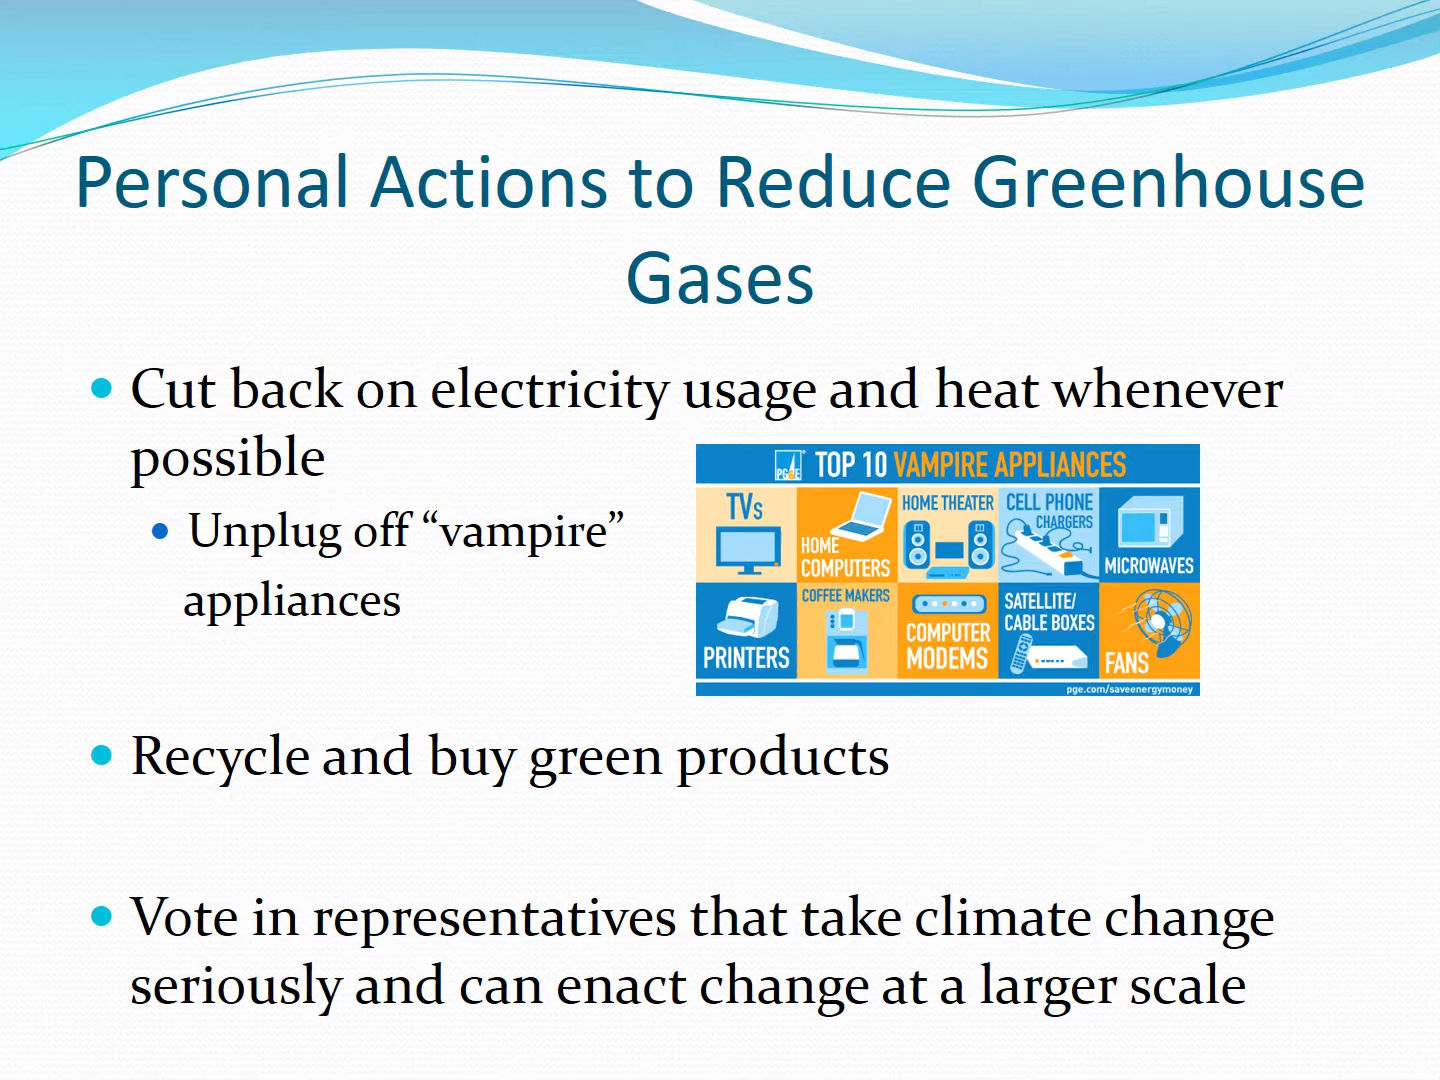 Personal Actions to Reduce Greenhouse
Gases
Cut back on electricity usage and heat whenever
possible
Unplug off “vampire”
appliances
PG&E TOP 10 VAMPIRE APPLIANCES
TVs
HOME
COMPUTERS
HOME THEATER
CELL PHONE
CHARGERS
MICROWAVES
PRINTERS
COFFEE MAKERS
COMPUTER
MODEMS
SATELLITE/
CABLE BOXES
FANS
pge.com/saveenergymoney
Recycle and buy green products
Vote in representatives that take climate change
seriously and can enact change at a larger scale